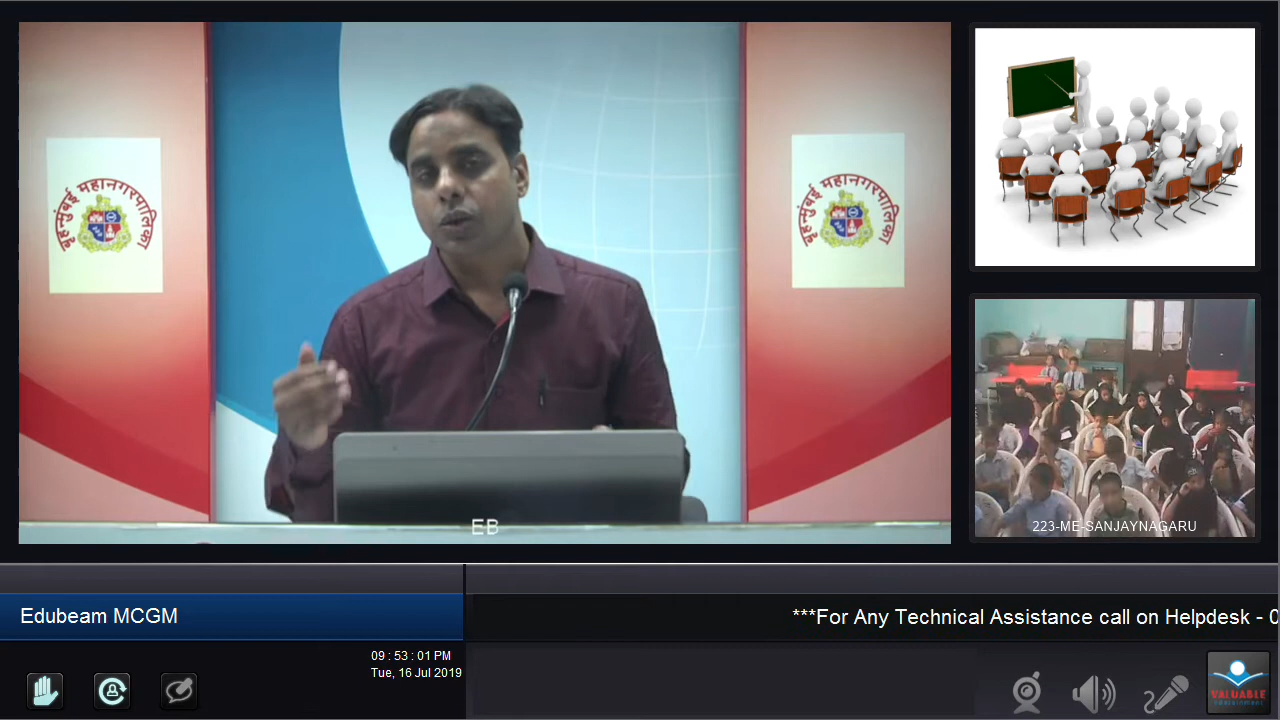 बृहन्मुंबई महानगरपालिका
बृहन्मुंबई महानगरपालिका
EB
223-ME-SANJAYNAGARU
Edubeam MCGM
***For Any Technical Assistance call on Helpdesk - 0
09 : 53 : 01 PM
Tue, 16 Jul 2019
VALUABLE